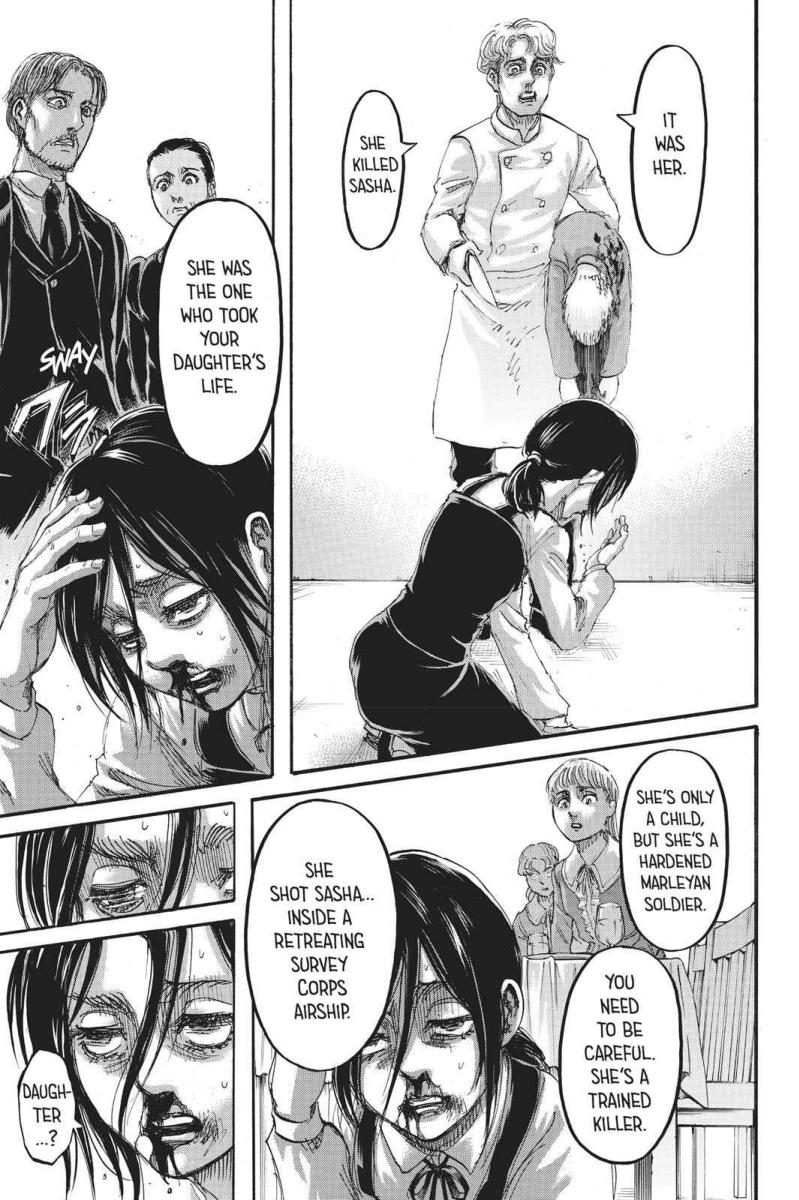 IT
WAS
HER.
SHE
KILLED
SASHA.
SHE WAS
THE ONE
WHO TOOK
YOUR
DAUGHTER'S
LIFE.
SWAY
クラ
SHE'S ONLY
A CHILD,
BUT SHE'S A
HARDENED
MARLEYAN
SOLDIER.
YOU
NEED
TO BE
CAREFUL.
SHE'S A
TRAINED
KILLER.
SHE
SHOT SASHA...
INSIDE A
RETREATING
SURVEY
CORPS
AIRSHIP.
DAUGH-
TER
...?